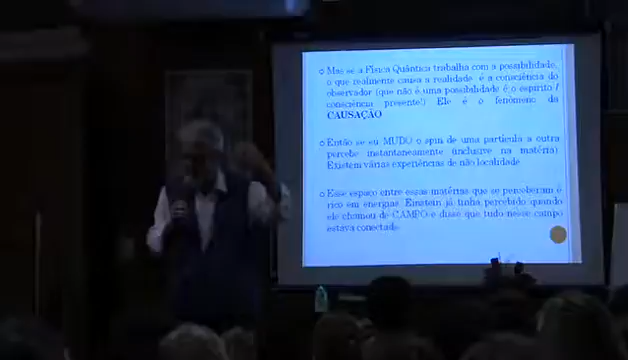 Mas se a Física Quântica trabalha com a possibilidade,
o que realmente causa a realidade é a consciência do
observador (que não é uma possibilidade é o espírito /
consciência presente!) Ele é o fenômeno da
CAUSAÇÃO
Então se eu MUDO o spin de uma partícula a outra
percebe instantaneamente (inclusive na matéria)
Existem várias experiências de não localidade
Esse espaço entre essas matérias que se perceberam é
rico em energias. Einstein já tinha percebido quando
ele chamou de CAMPO e disse que tudo nesse campo
estava conectado.